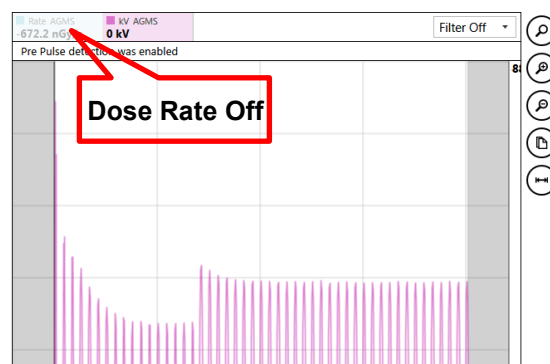 Rate AGMS kV AGMS Filter Off
-672.2 nGy 0 kV
Pre Pulse detection was enabled
Dose Rate Off